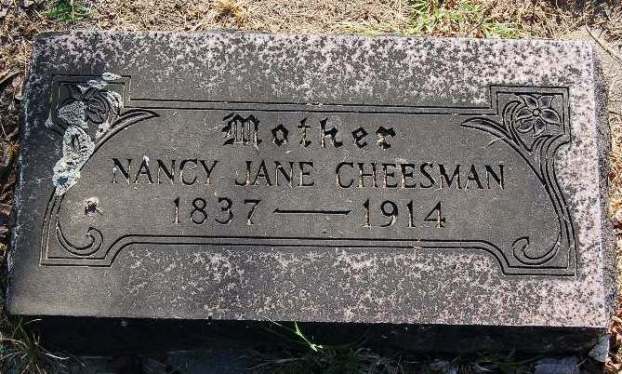 Mother
NANCY JANE CHEESMAN
1837 — 1914